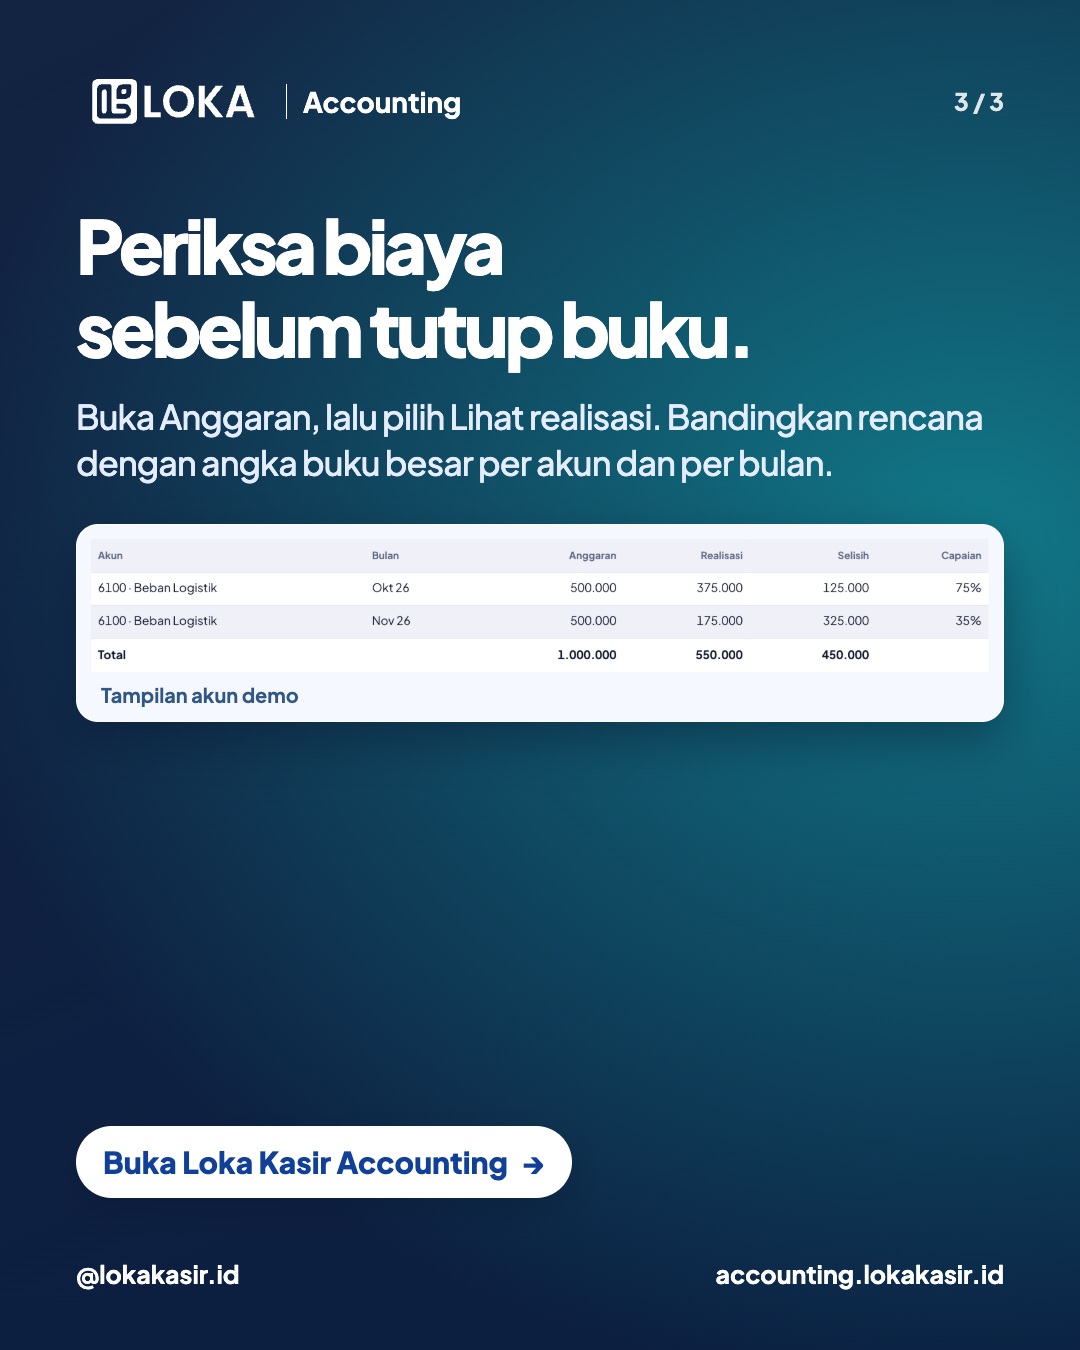 LOKA | Accounting
3 / 3
Periksa biaya
sebelum tutup buku.
Buka Anggaran, lalu pilih Lihat realisasi. Bandingkan rencana
dengan angka buku besar per akun dan per bulan.
Akun Bulan Anggaran Realisasi Selisih Capaian
6100 · Beban Logistik Okt 26 500.000 375.000 125.000 75%
6100 · Beban Logistik Nov 26 500.000 175.000 325.000 35%
Total 1.000.000 550.000 450.000
Tampilan akun demo
Buka Loka Kasir Accounting →
@lokakasir.id
accounting.lokakasir.id